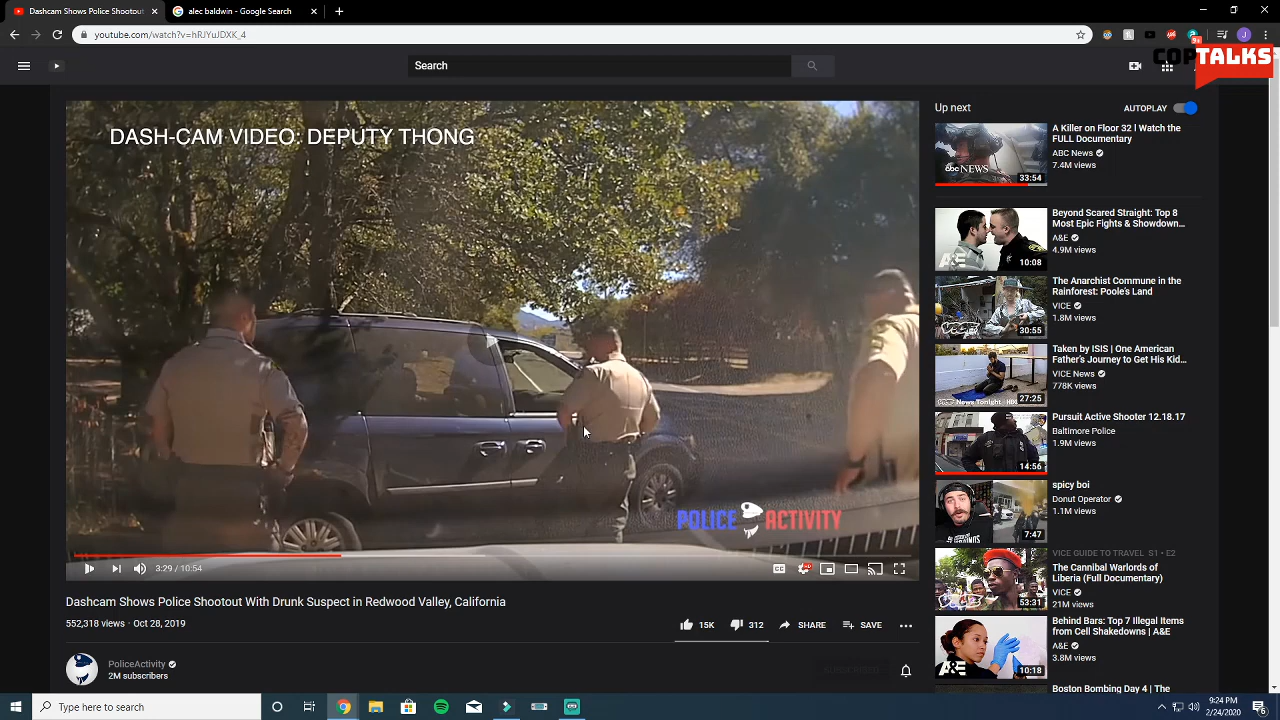 Dashcam Shows Police Shootout
alec baldwin - Google Search
youtube.com/watch?v=hRJYuJDXK_4
9+
COPTALKS
Search
DASH-CAM VIDEO: DEPUTY THONG
POLICE ACTIVITY
3:29 / 10:54
CC
HD
Dashcam Shows Police Shootout With Drunk Suspect in Redwood Valley, California
552,318 views • Oct 28, 2019
15K
312
SHARE
SAVE
PoliceActivity
2M subscribers
Up next
AUTOPLAY
abc NEWS
33:54
A Killer on Floor 32 l Watch the
FULL Documentary
ABC News
7.4M views
A&E
10:08
Beyond Scared Straight: Top 8
Most Epic Fights & Showdown...
A&E
4.9M views
30:55
The Anarchist Commune in the
Rainforest: Poole's Land
VICE
1.8M views
27:25
Taken by ISIS | One American
Father's Journey to Get His Kid...
VICE News
778K views
14:56
Pursuit Active Shooter 12.18.17
Baltimore Police
1.9M views
7:47
spicy boi
Donut Operator
1.1M views
53:31
VICE GUIDE TO TRAVEL S1 • E2
The Cannibal Warlords of
Liberia (Full Documentary)
VICE
21M views
A&E
10:18
Behind Bars: Top 7 Illegal Items
from Cell Shakedowns | A&E
A&E
3.8M views
Boston Bombing Day 4 | The
Type here to search
9:24 PM
2/24/2020
6